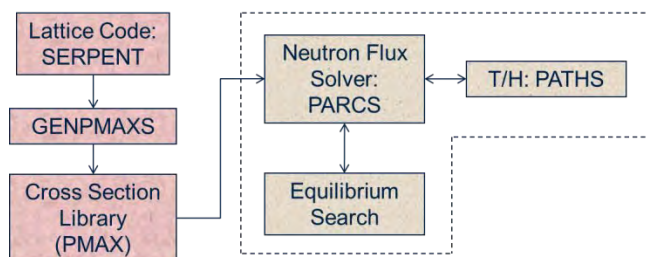 Lattice Code:
SERPENT
GENPMAXS
Cross Section
Library
(PMAX)
Neutron Flux
Solver:
PARCS
T/H: PATHS
Equilibrium
Search